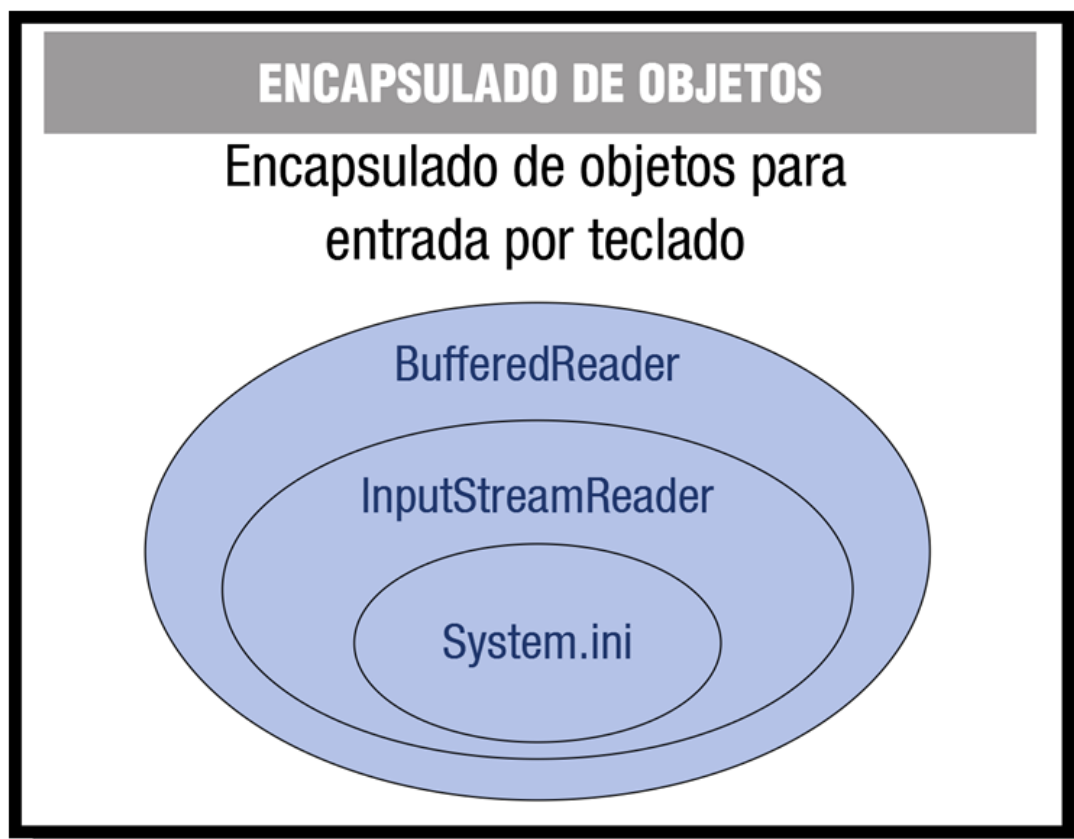 ENCAPSULADO DE OBJETOS
Encapsulado de objetos para
entrada por teclado
BufferedReader
InputStreamReader
System.ini